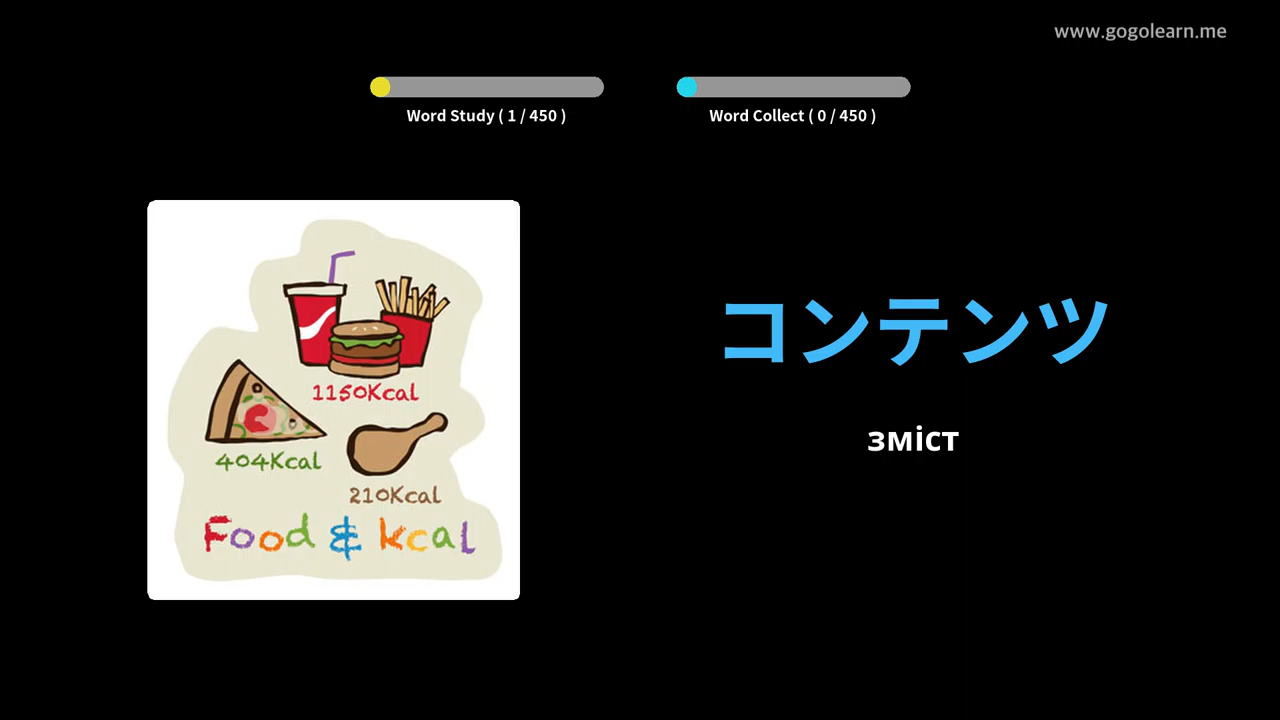 www.gogolearn.me
Word Study ( 1 / 450 )
Word Collect ( 0 / 450 )
1150Kcal
404Kcal
210Kcal
Food & kcal
コンテンツ
зміст